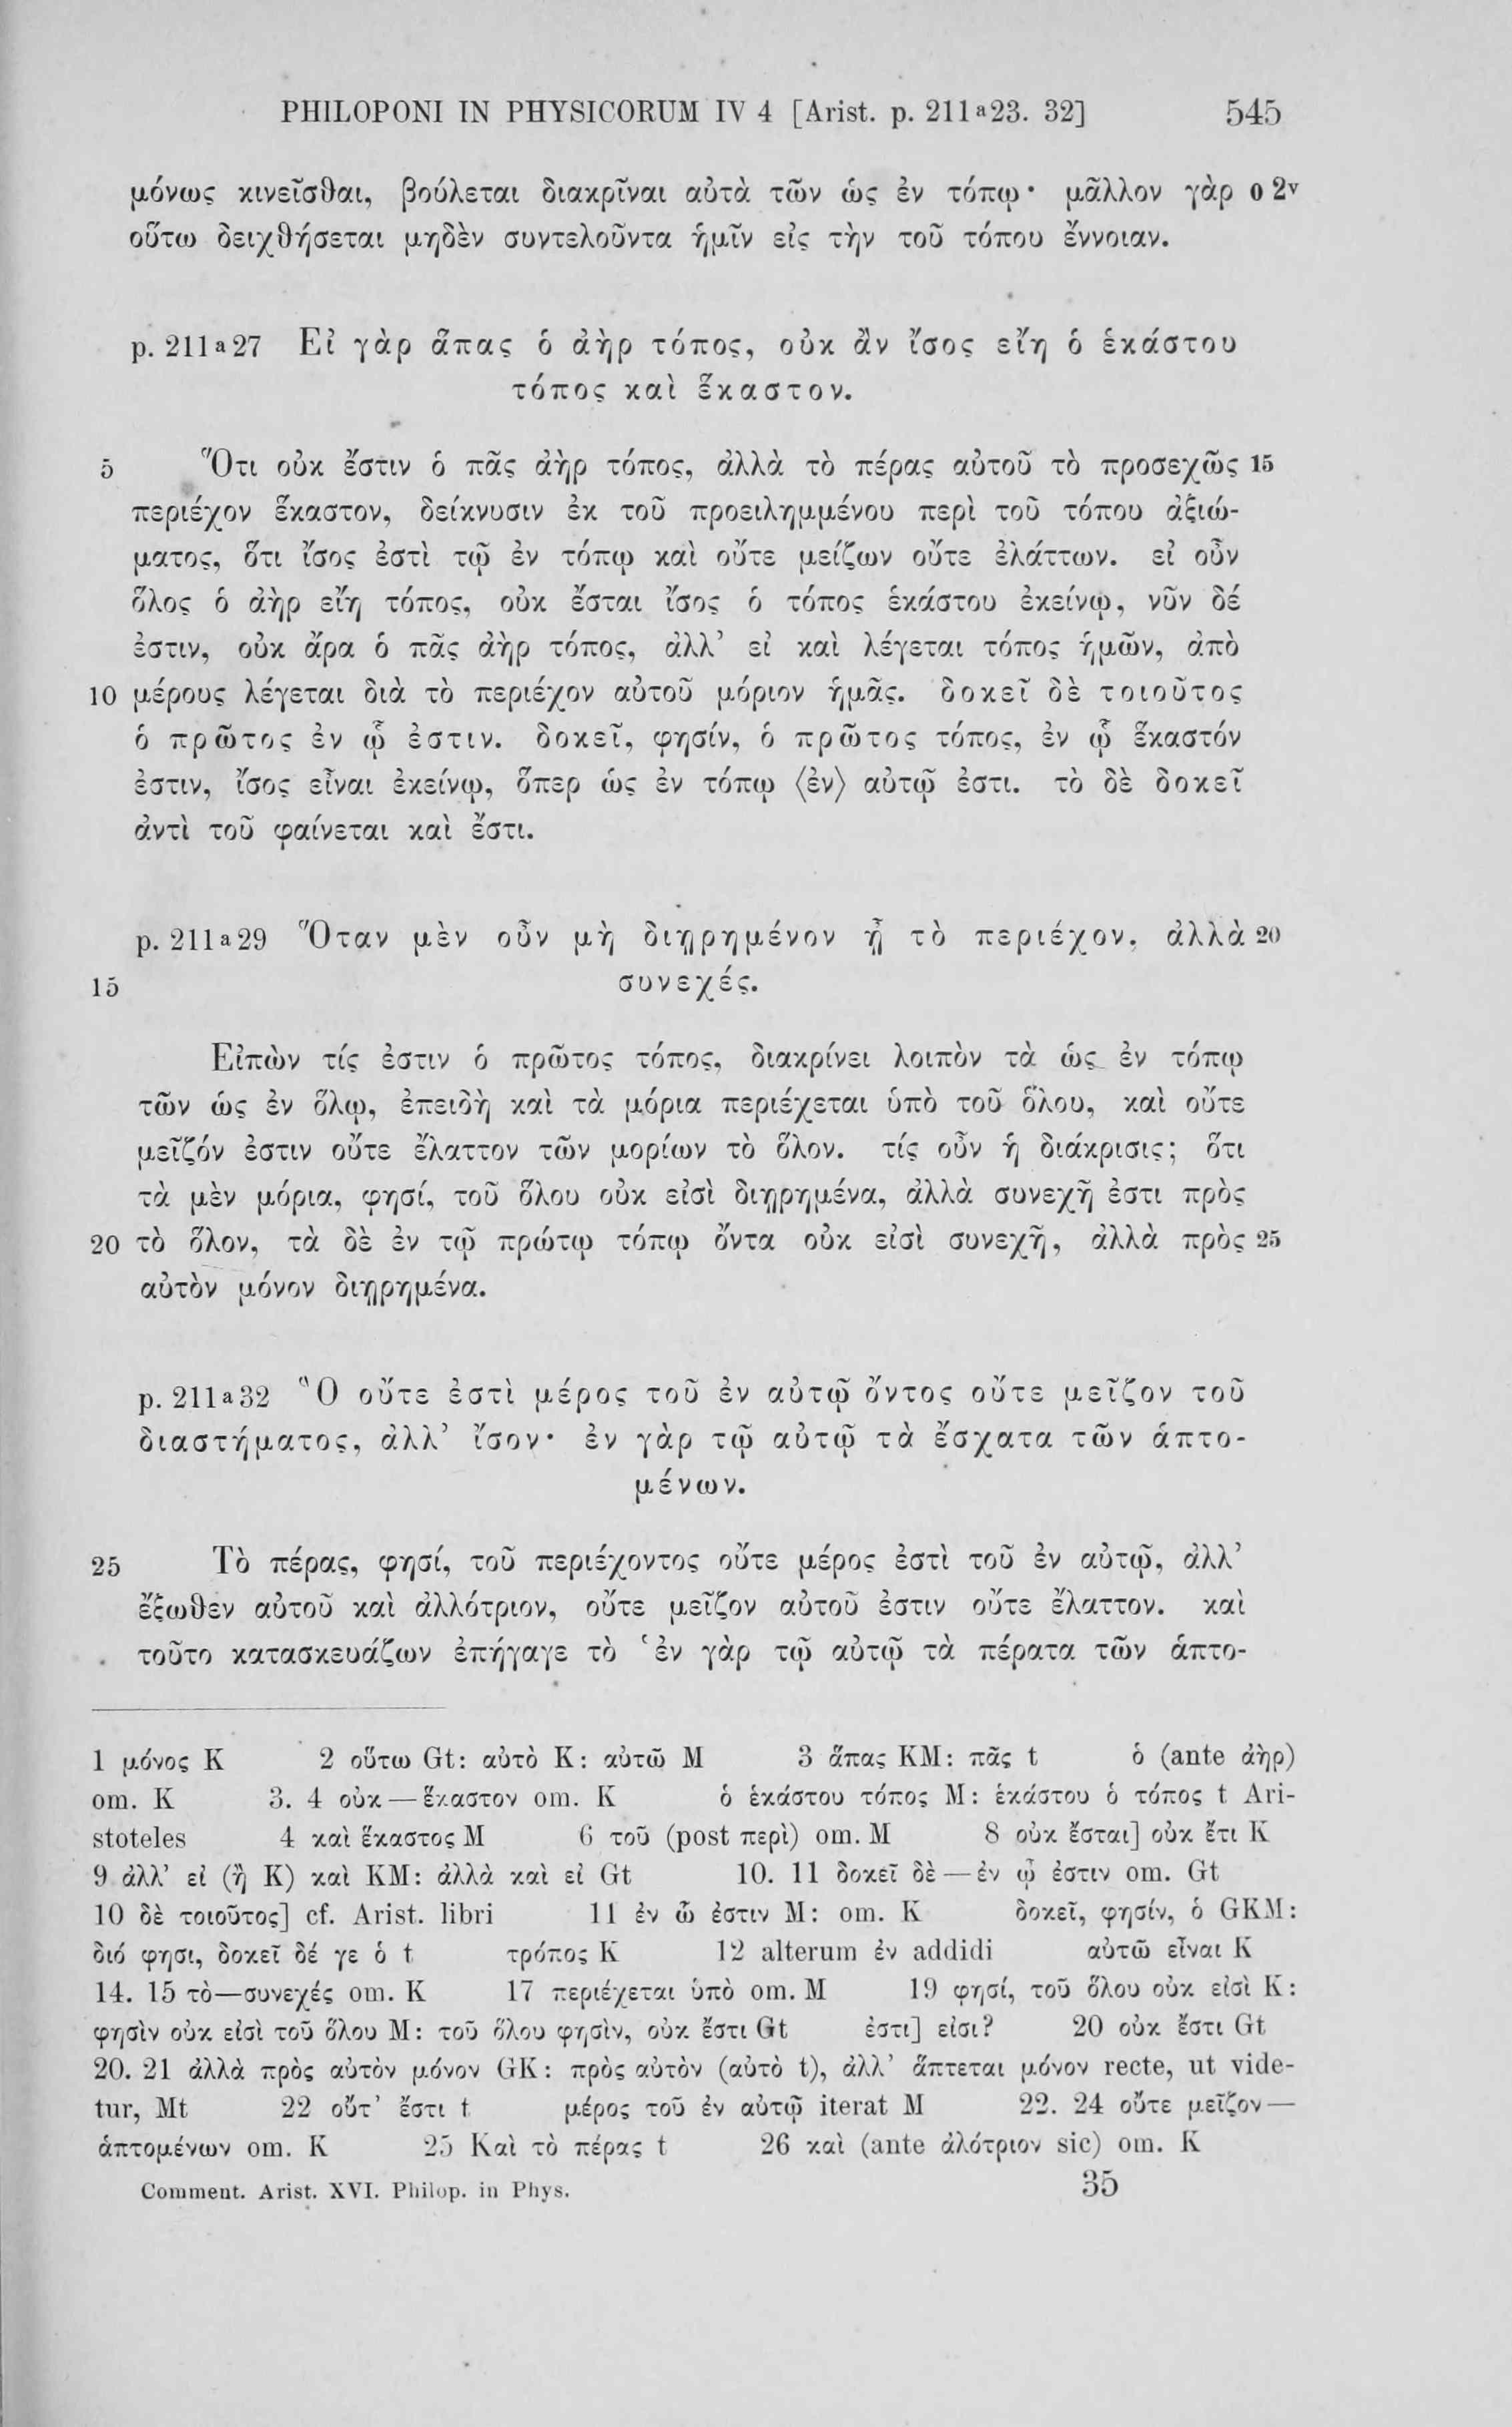 PHILOPONI IN PHYSICORUM IV 4 [Arist. p. 211ᵃ23. 32] 545
μόνως κινεῖσθαι, βούλεται διακρῖναι αὐτὰ τῶν ὡς ἐν τόπῳ· μᾶλλον γὰρ ο 2ᵛ
οὕτω δειχθήσεται μηδὲν συντελοῦντα ἡμῖν εἰς τὴν τοῦ τόπου ἔννοιαν.
p. 211ᵃ27 Εἰ γὰρ ἅπας ὁ ἀὴρ τόπος, οὐκ ἂν ἴσος εἴη ὁ ἑκάστου
τόπος καὶ ἕκαστον.
5 Ὅτι οὐκ ἔστιν ὁ πᾶς ἀὴρ τόπος, ἀλλὰ τὸ πέρας αὐτοῦ τὸ προσεχῶς 15
περιέχον ἕκαστον, δείκνυσιν ἐκ τοῦ προειλημμένου περὶ τοῦ τόπου ἀξιώ-
ματος, ὅτι ἴσος ἐστὶ τῷ ἐν τόπῳ καὶ οὔτε μείζων οὔτε ἐλάττων. εἰ οὖν
ὅλος ὁ ἀὴρ εἴη τόπος, οὐκ ἔσται ἴσος ὁ τόπος ἑκάστου ἐκείνῳ, νῦν δέ
ἐστιν, οὐκ ἄρα ὁ πᾶς ἀὴρ τόπος, ἀλλ’ εἰ καὶ λέγεται τόπος ἡμῶν, ἀπὸ
10 μέρους λέγεται διὰ τὸ περιέχον αὐτοῦ μόριον ἡμᾶς. δοκεῖ δὲ τοιοῦτος
ὁ πρῶτος ἐν ᾧ ἐστιν. δοκεῖ, φησίν, ὁ πρῶτος τόπος, ἐν ᾧ ἕκαστόν
ἐστιν, ἴσος εἶναι ἐκείνῳ, ὅπερ ὡς ἐν τόπῳ ⟨ἐν⟩ αὐτῷ ἐστι. τὸ δὲ δοκεῖ
ἀντὶ τοῦ φαίνεται καὶ ἔστι.
p. 211ᵃ29 Ὅταν μὲν οὖν μὴ διῃρημένον ᾖ τὸ περιέχον, ἀλλὰ 20
15 συνεχές.
Εἰπὼν τίς ἐστιν ὁ πρῶτος τόπος, διακρίνει λοιπὸν τὰ ὡς ἐν τόπῳ
τῶν ὡς ἐν ὅλῳ, ἐπειδὴ καὶ τὰ μόρια περιέχεται ὑπὸ τοῦ ὅλου, καὶ οὔτε
μεῖζόν ἐστιν οὔτε ἔλαττον τῶν μορίων τὸ ὅλον. τίς οὖν ἡ διάκρισις; ὅτι
τὰ μὲν μόρια, φησί, τοῦ ὅλου οὐκ εἰσὶ διῃρημένα, ἀλλὰ συνεχῆ ἐστι πρὸς
20 τὸ ὅλον, τὰ δὲ ἐν τῷ πρώτῳ τόπῳ ὄντα οὐκ εἰσὶ συνεχῆ, ἀλλὰ πρὸς 25
αὐτὸν μόνον διῃρημένα.
p. 211ᵃ32 Ὃ οὔτε ἐστὶ μέρος τοῦ ἐν αὐτῷ ὄντος οὔτε μεῖζον τοῦ
διαστήματος, ἀλλ’ ἴσον· ἐν γὰρ τῷ αὐτῷ τὰ ἔσχατα τῶν ἁπτο-
μένων.
25 Τὸ πέρας, φησί, τοῦ περιέχοντος οὔτε μέρος ἐστὶ τοῦ ἐν αὐτῷ, ἀλλ’
ἔξωθεν αὐτοῦ καὶ ἀλλότριον, οὔτε μεῖζον αὐτοῦ ἐστιν οὔτε ἔλαττον. καὶ
τοῦτο κατασκευάζων ἐπήγαγε τὸ ‘ἐν γὰρ τῷ αὐτῷ τὰ πέρατα τῶν ἁπτο-
1 μόνος K 2 οὕτω Gt: αὐτὸ K: αὐτῶ M 3 ἅπας KM: πᾶς t ὁ (ante ἀὴρ)
om. K 3. 4 οὐκ — ἕκαστον om. K ὁ ἑκάστου τόπος M: ἑκάστου ὁ τόπος t Ari-
stoteles 4 καὶ ἕκαστος M 6 τοῦ (post περὶ) om. M 8 οὐκ ἔσται] οὐκ ἔτι K
9 ἀλλ’ εἰ (ἢ K) καὶ KM: ἀλλὰ καὶ εἰ Gt 10. 11 δοκεῖ δὲ — ἐν ᾧ ἐστιν om. Gt
10 δὲ τοιοῦτος] cf. Arist. libri 11 ἐν ὧ ἐστιν M: om. K δοκεῖ, φησίν, ὁ GKM:
διό φησι, δοκεῖ δέ γε ὁ t τρόπος K 12 alterum ἐν addidi αὐτῶ εἶναι K
14. 15 τὸ—συνεχές om. K 17 περιέχεται ὑπὸ om. M 19 φησί, τοῦ ὅλου οὐκ εἰσὶ K:
φησὶν οὐκ εἰσὶ τοῦ ὅλου M: τοῦ ὅλου φησὶν, οὐκ ἔστι Gt ἐστι] εἰσι? 20 οὐκ ἔστι Gt
20. 21 ἀλλὰ πρὸς αὐτὸν μόνον GK: πρὸς αὐτὸν (αὐτὸ t), ἀλλ’ ἅπτεται μόνον recte, ut vide-
tur, Mt 22 οὔτ’ ἔστι t μέρος τοῦ ἐν αὐτῷ iterat M 22. 24 οὔτε μεῖζον —
ἁπτομένων om. K 25 Καὶ τὸ πέρας t 26 καὶ (ante ἀλότριον sic) om. K
Comment. Arist. XVI. Philop. in Phys. 35